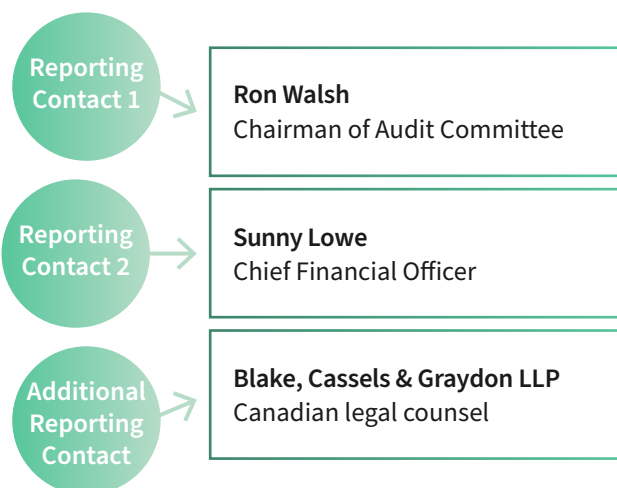 Reporting
Contact 1
Ron Walsh
Chairman of Audit Committee
Reporting
Contact 2
Sunny Lowe
Chief Financial Officer
Additional
Reporting
Contact
Blake, Cassels & Graydon LLP
Canadian legal counsel